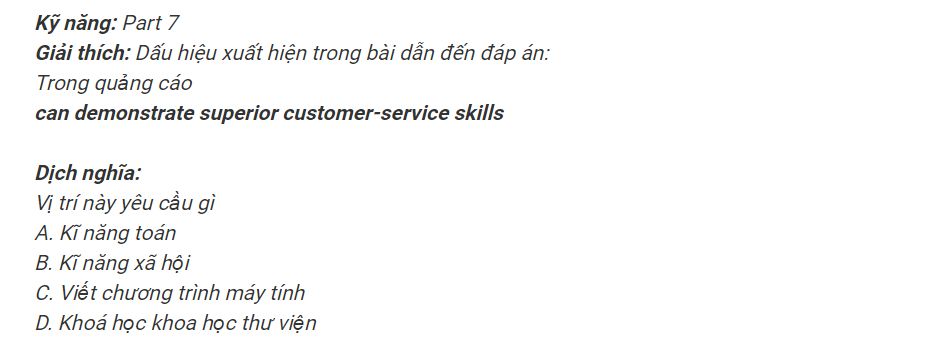 Kỹ năng: Part 7
Giải thích: Dấu hiệu xuất hiện trong bài dẫn đến đáp án:
Trong quảng cáo
can demonstrate superior customer-service skills
Dịch nghĩa:
Vị trí này yêu cầu gì
A. Kĩ năng toán
B. Kĩ năng xã hội
C. Viết chương trình máy tính
D. Khoá học khoa học thư viện